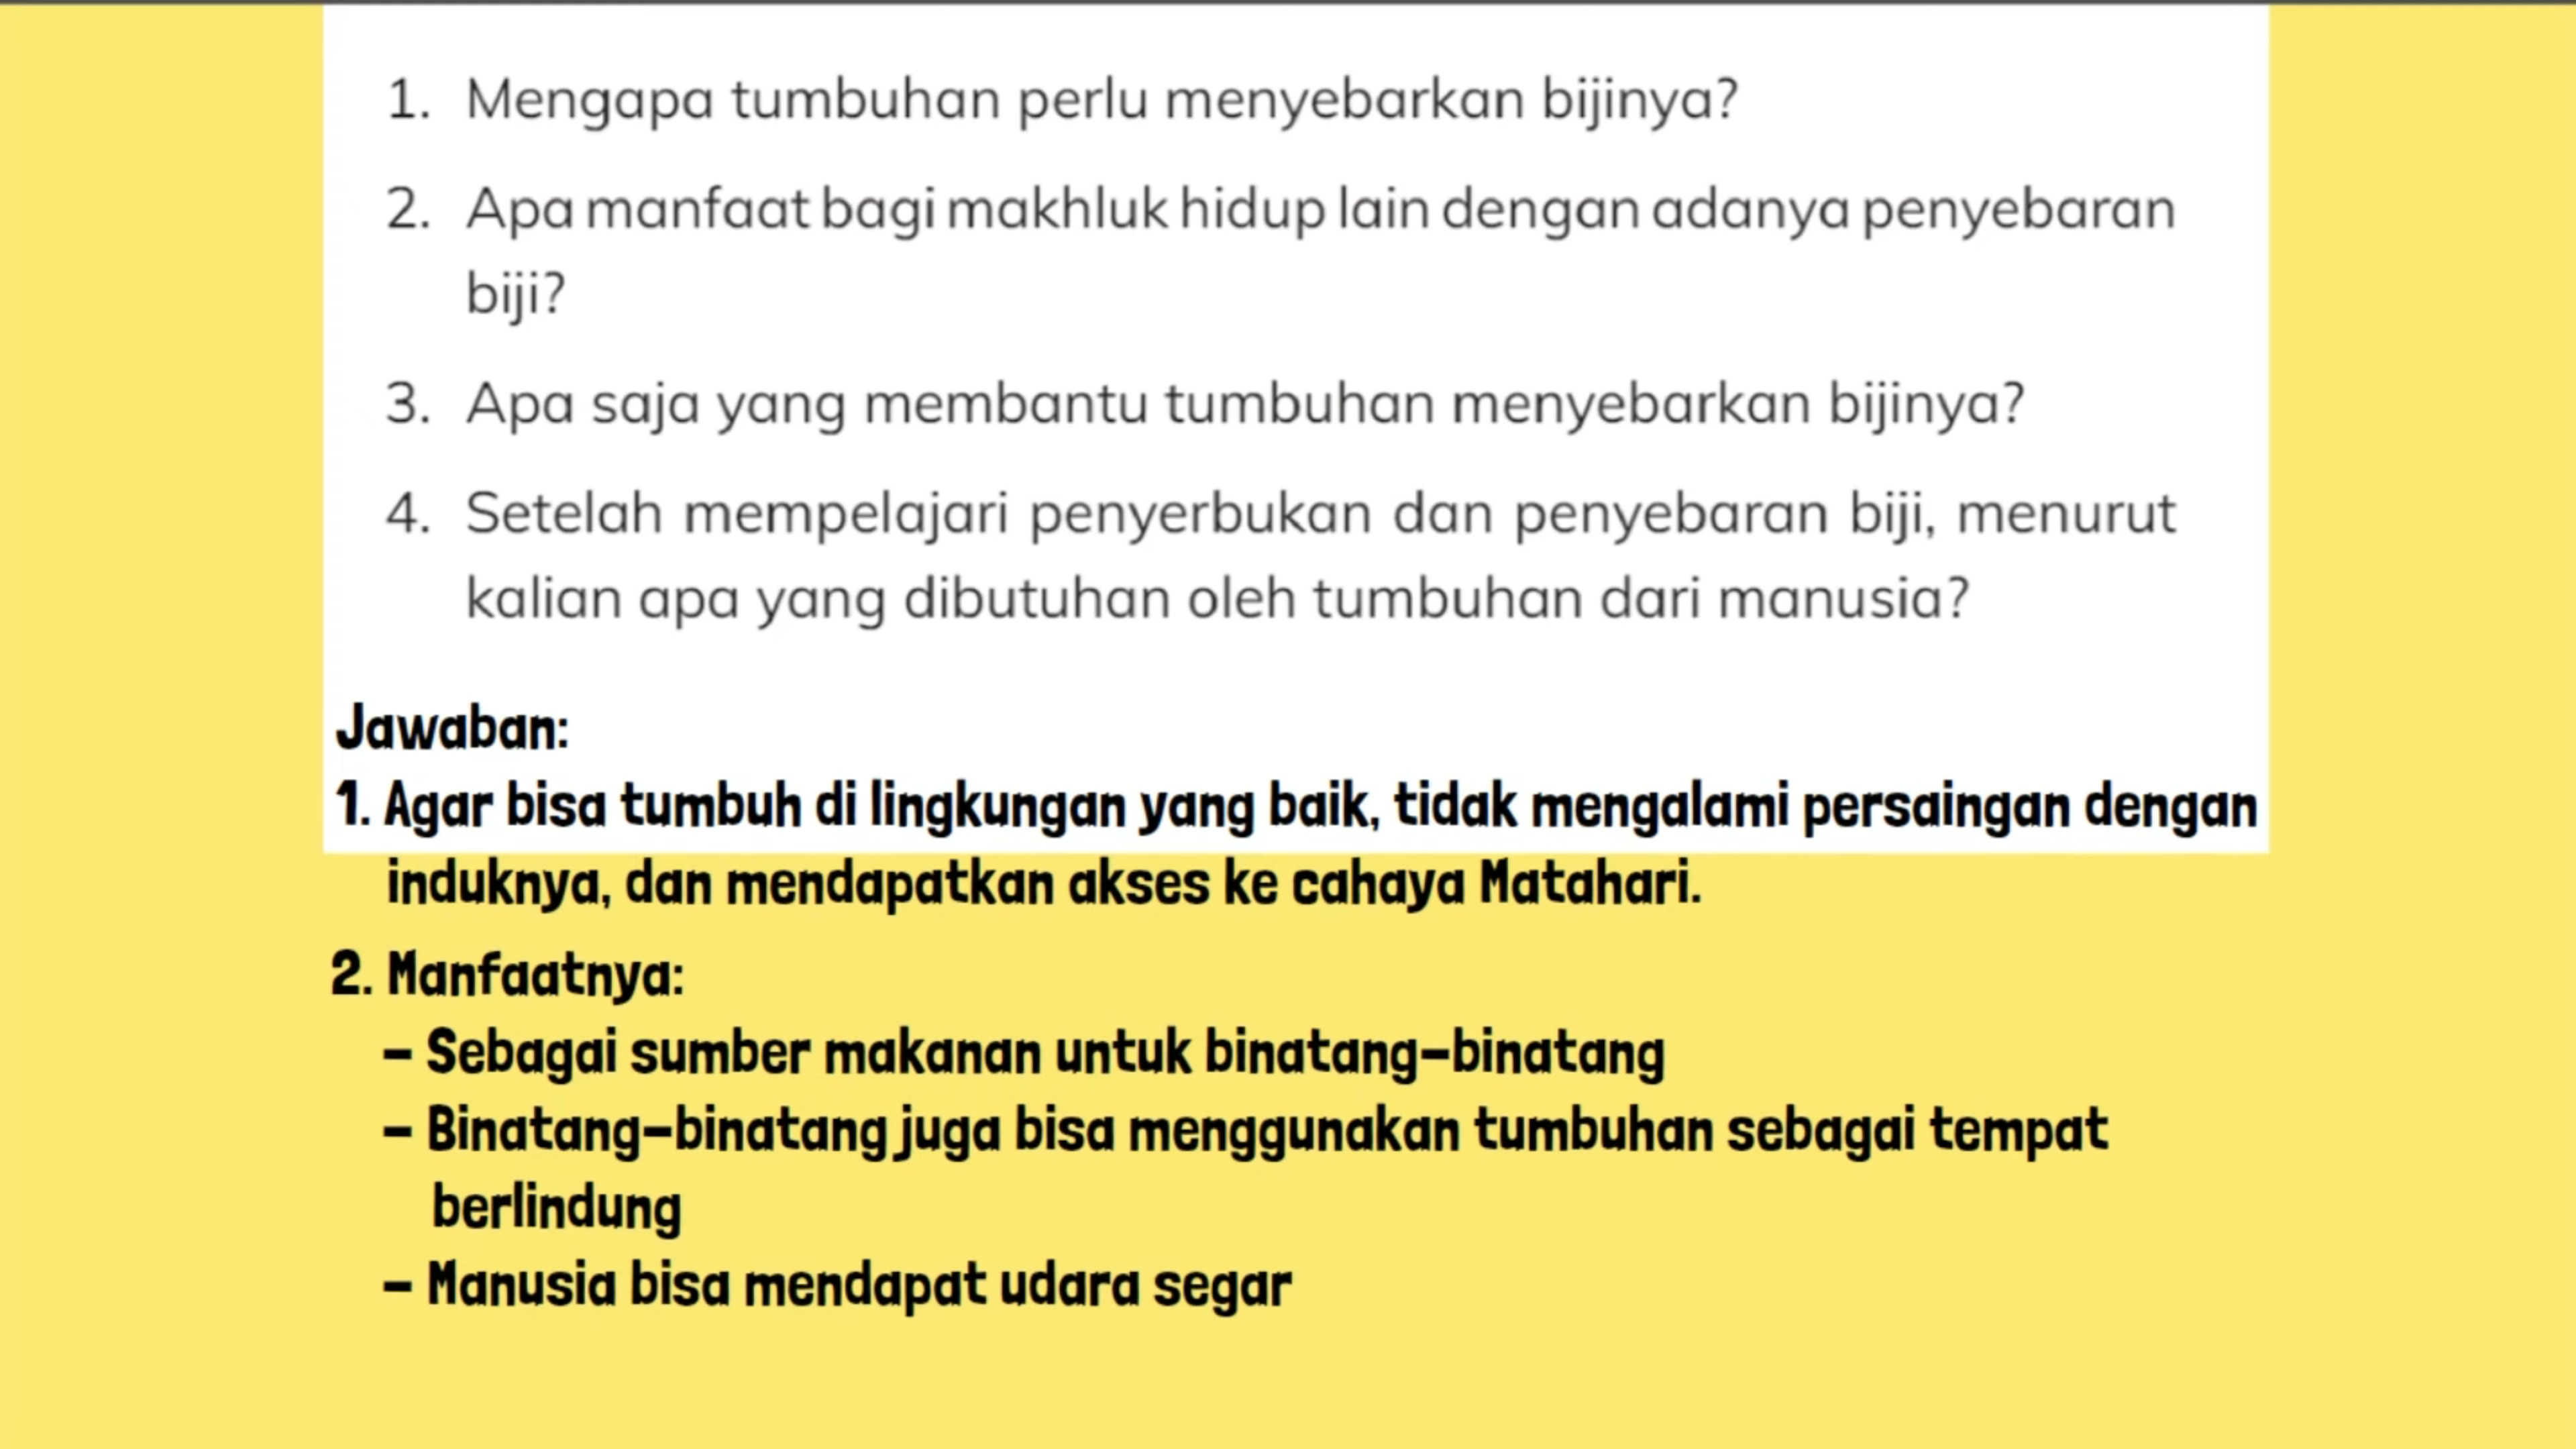 1. Mengapa tumbuhan perlu menyebarkan bijinya?
2. Apa manfaat bagi makhluk hidup lain dengan adanya penyebaran
biji?
3. Apa saja yang membantu tumbuhan menyebarkan bijinya?
4. Setelah mempelajari penyerbukan dan penyebaran biji, menurut
kalian apa yang dibutuhan oleh tumbuhan dari manusia?
Jawaban:
1. Agar bisa tumbuh di lingkungan yang baik, tidak mengalami persaingan dengan
induknya, dan mendapatkan akses ke cahaya Matahari.
2. Manfaatnya:
– Sebagai sumber makanan untuk binatang–binatang
– Binatang–binatang juga bisa menggunakan tumbuhan sebagai tempat
berlindung
– Manusia bisa mendapat udara segar